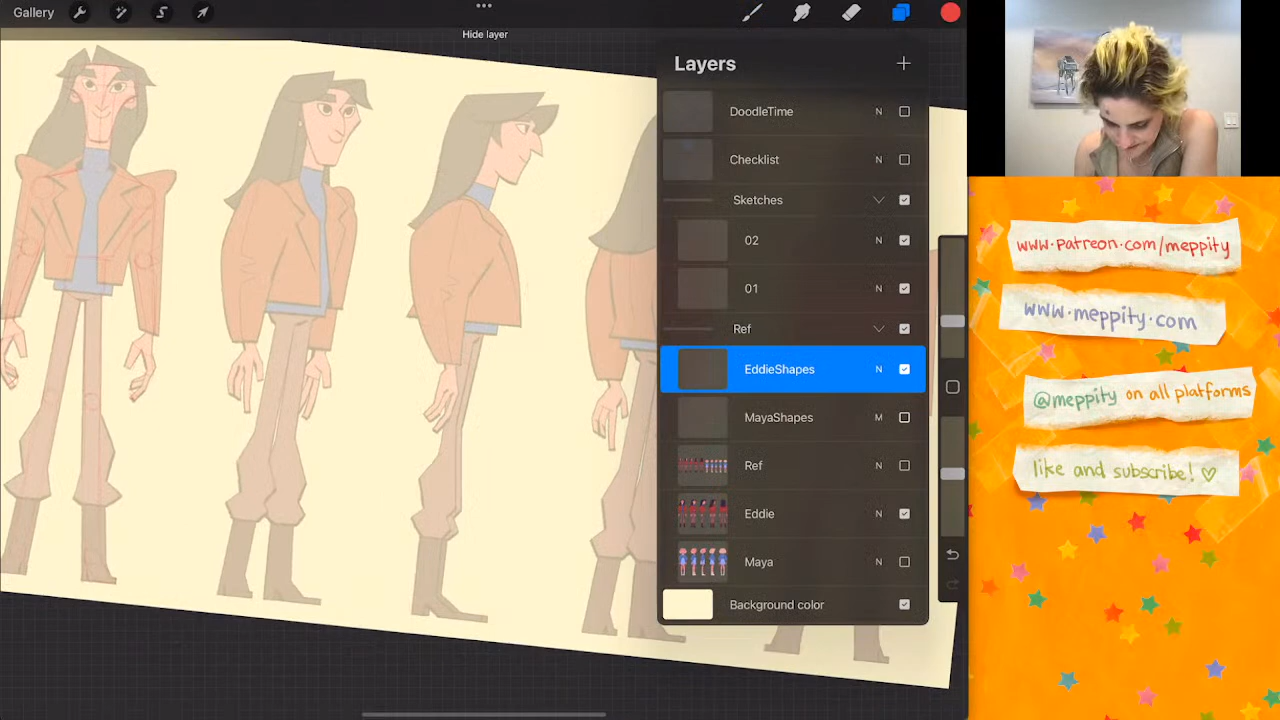 Gallery
Hide layer
Layers
DoodleTime N
Checklist N
Sketches
02 N
01 N
Ref
EddieShapes N
MayaShapes M
Ref N
Eddie N
Maya N
Background color
www.patreon.com/meppity
www.meppity.com
@meppity on all platforms
like and subscribe! ♡